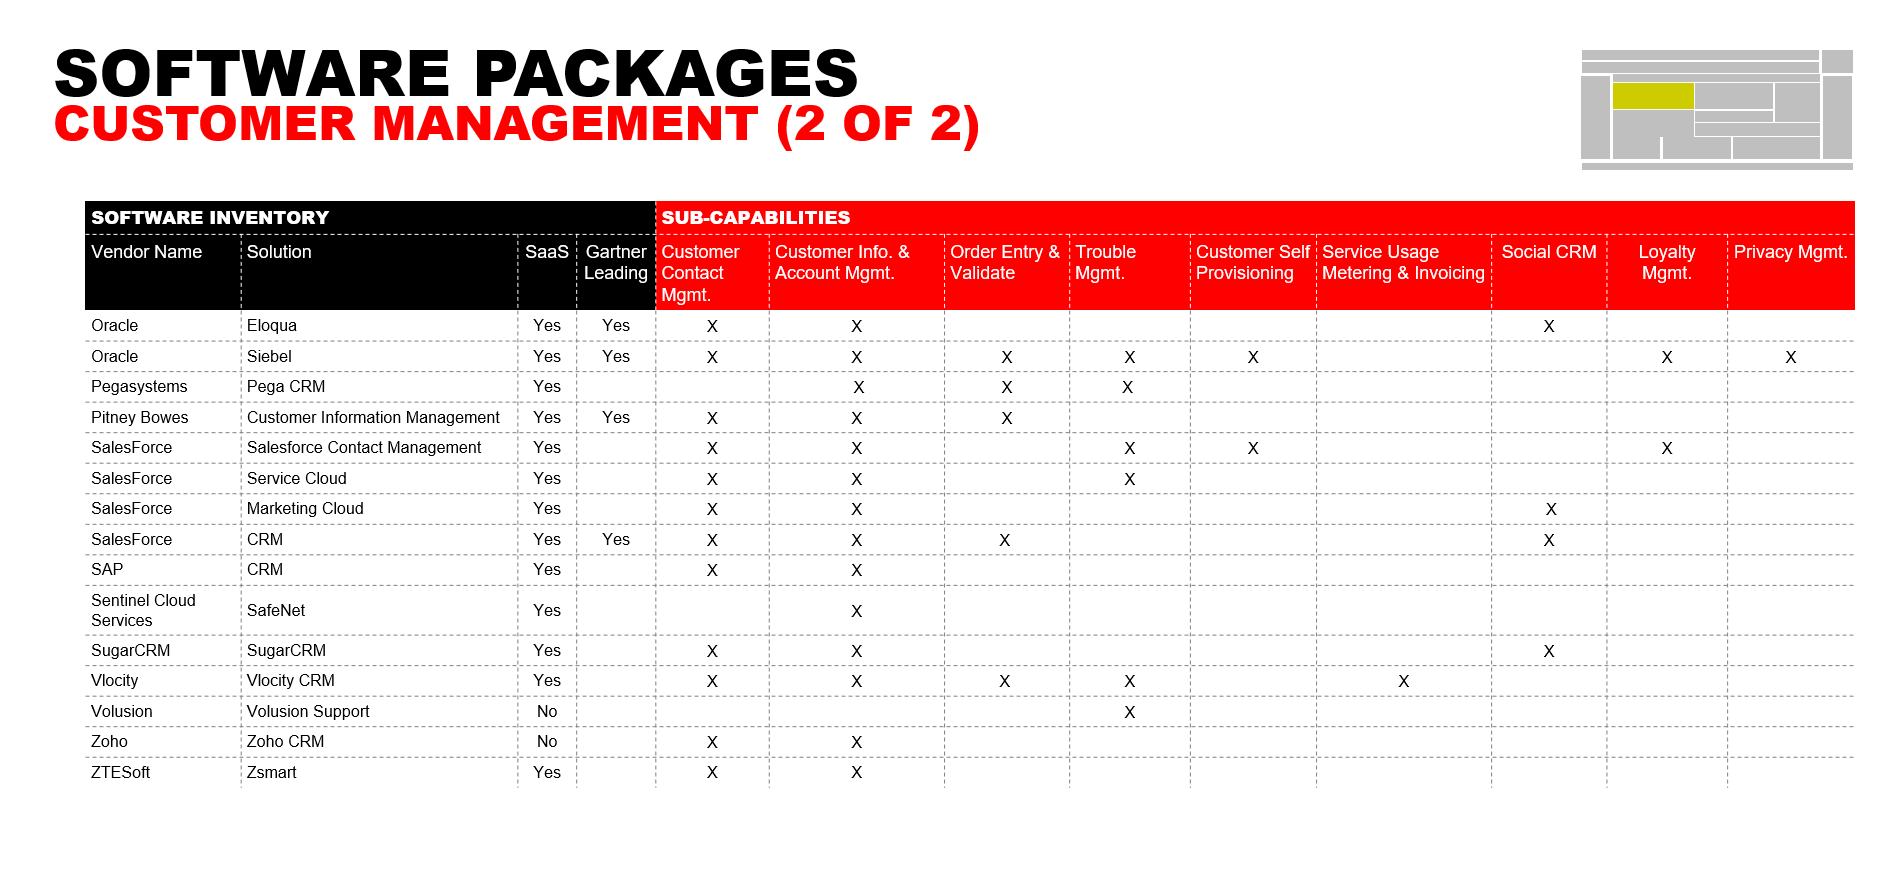 SOFTWARE PACKAGES
CUSTOMER MANAGEMENT (2 OF 2)
SOFTWARE INVENTORY SUB-CAPABILITIES
Vendor Name Solution SaaS Gartner Leading Customer Contact Mgmt. Customer Info. & Account Mgmt. Order Entry & Validate Trouble Mgmt. Customer Self Provisioning Service Usage Metering & Invoicing Social CRM Loyalty Mgmt. Privacy Mgmt.
Oracle Eloqua Yes Yes X X X
Oracle Siebel Yes Yes X X X X X X X
Pegasystems Pega CRM Yes X X X
Pitney Bowes Customer Information Management Yes Yes X X X
SalesForce Salesforce Contact Management Yes X X X X X
SalesForce Service Cloud Yes X X X
SalesForce Marketing Cloud Yes X X X
SalesForce CRM Yes Yes X X X X
SAP CRM Yes X X
Sentinel Cloud Services SafeNet Yes X
SugarCRM SugarCRM Yes X X X
Vlocity Vlocity CRM Yes X X X X X
Volusion Volusion Support No X
Zoho Zoho CRM No X X
ZTESoft Zsmart Yes X X